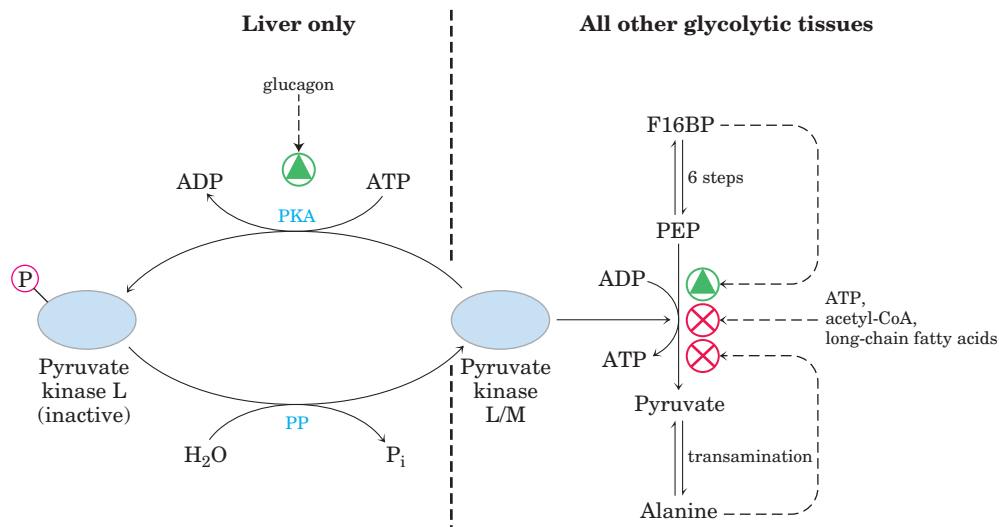 Liver only
All other glycolytic tissues
glucagon
ADP
ATP
PKA
P
Pyruvate
kinase L
(inactive)
Pyruvate
kinase
L/M
PP
H₂O
Pᵢ
F16BP
6 steps
PEP
ADP
ATP
ATP,
acetyl-CoA,
long-chain fatty acids
Pyruvate
transamination
Alanine